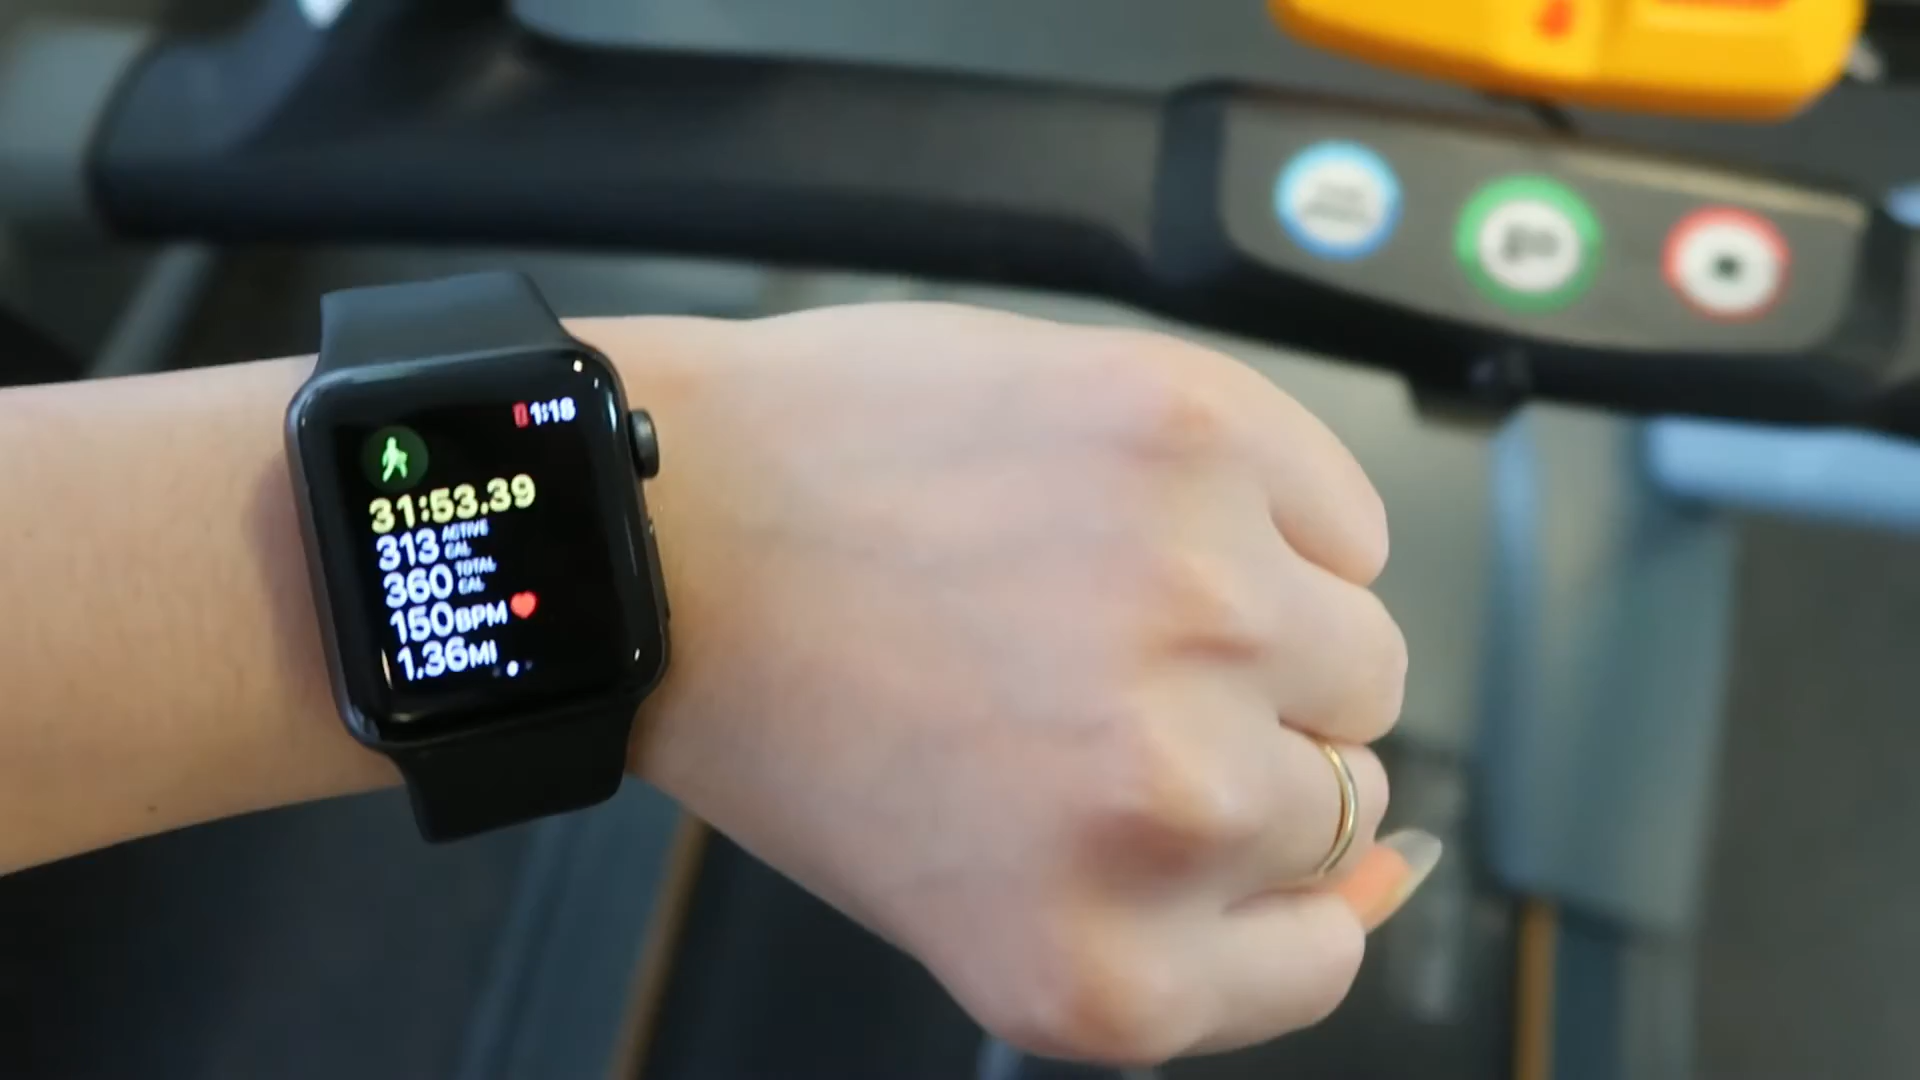 1:18
31:53.39
313 ACTIVE CAL
360 TOTAL CAL
150BPM
1.36MI